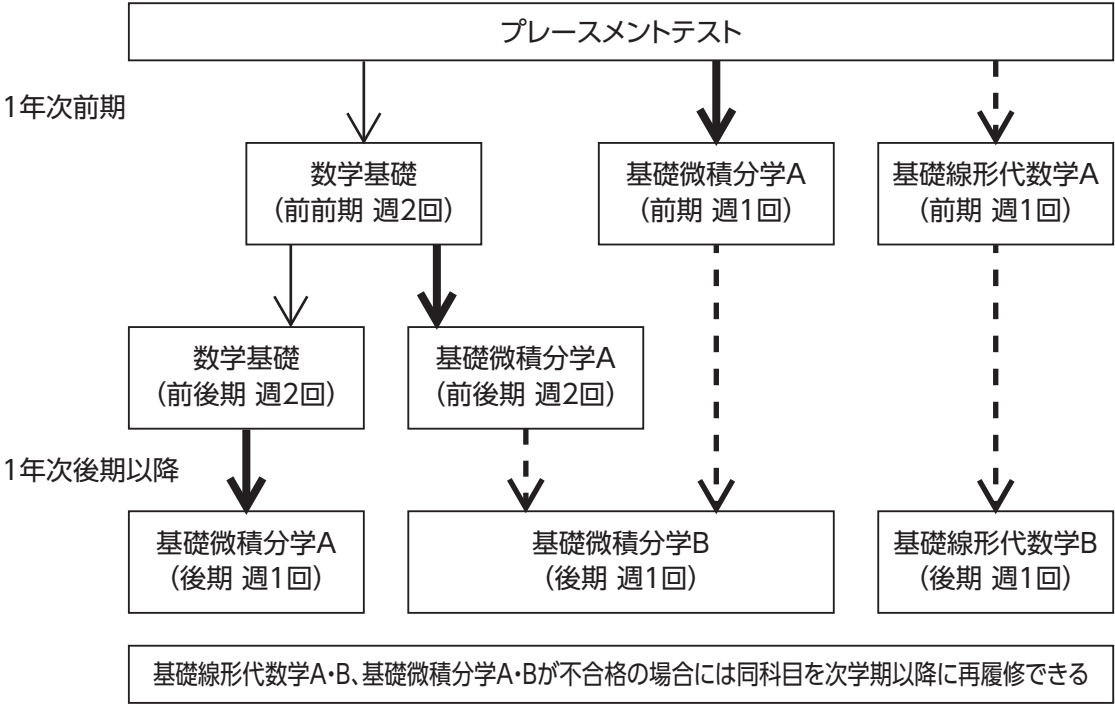 プレースメントテスト
1年次前期
数学基礎
（前前期 週2回）
基礎微積分学A
（前期 週1回）
基礎線形代数学A
（前期 週1回）
数学基礎
（前後期 週2回）
基礎微積分学A
（前後期 週2回）
1年次後期以降
基礎微積分学A
（後期 週1回）
基礎微積分学B
（後期 週1回）
基礎線形代数学B
（後期 週1回）
基礎線形代数学A・B、基礎微積分学A・Bが不合格の場合には同科目を次学期以降に再履修できる